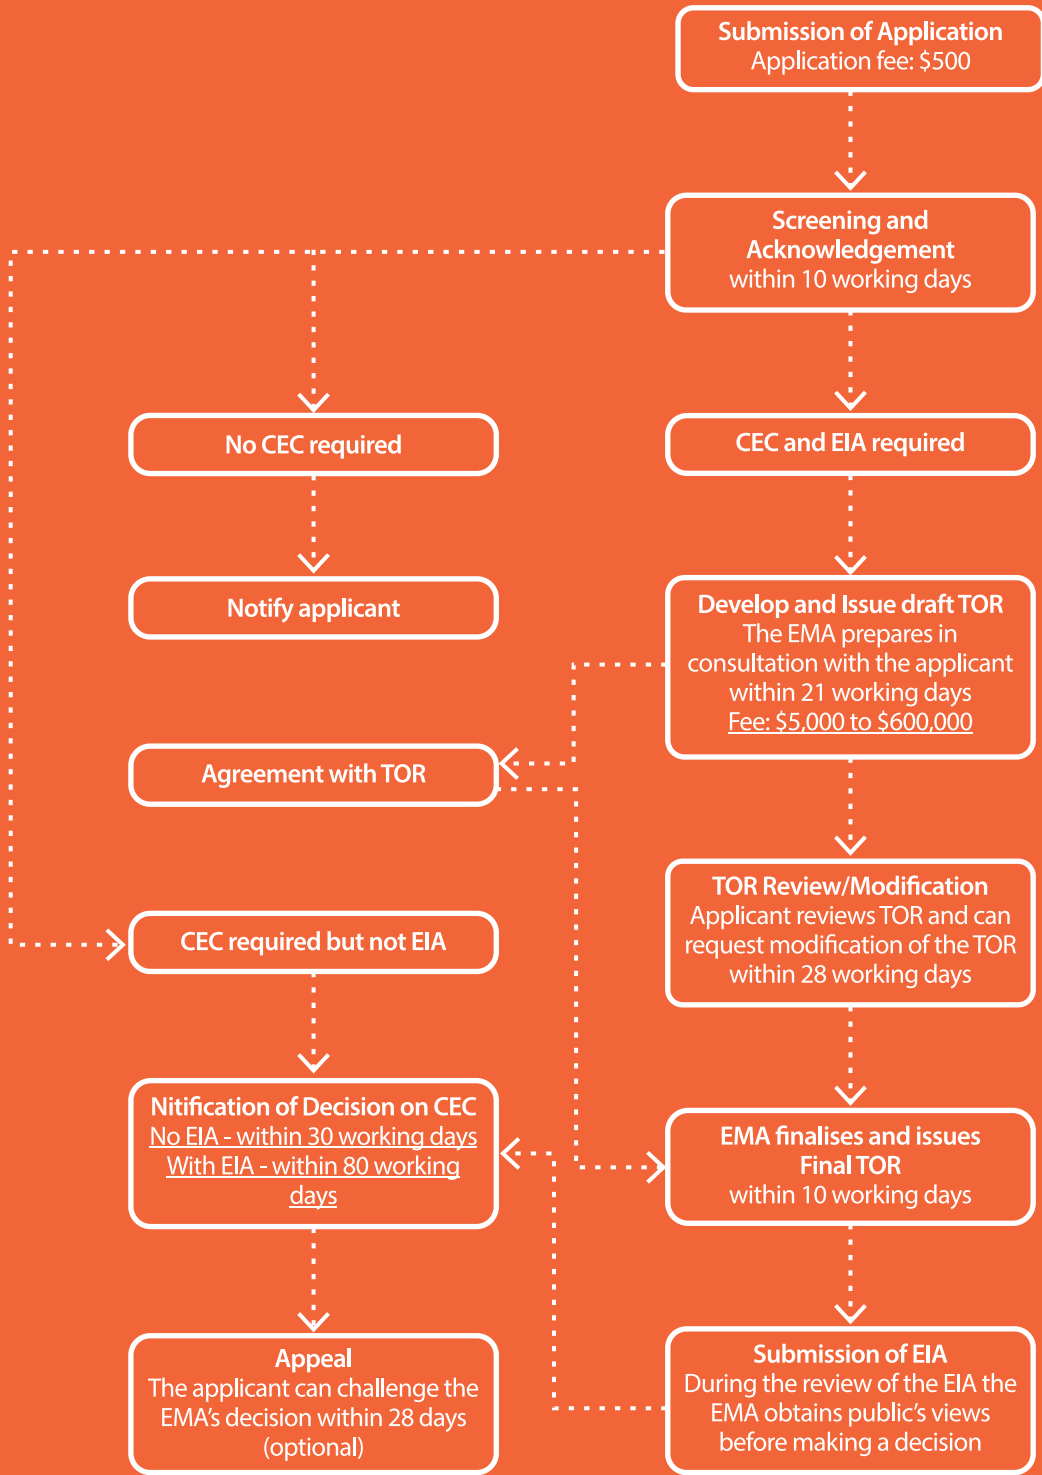 Submission of Application
Application fee: $500
Screening and
Acknowledgement
within 10 working days
No CEC required
CEC and EIA required
Notify applicant
Develop and Issue draft TOR
The EMA prepares in
consultation with the applicant
within 21 working days
Fee: $5,000 to $600,000
Agreement with TOR
TOR Review/Modification
Applicant reviews TOR and can
request modification of the TOR
within 28 working days
CEC required but not EIA
Nitification of Decision on CEC
No EIA - within 30 working days
With EIA - within 80 working
days
EMA finalises and issues
Final TOR
within 10 working days
Appeal
The applicant can challenge the
EMA's decision within 28 days
(optional)
Submission of EIA
During the review of the EIA the
EMA obtains public's views
before making a decision